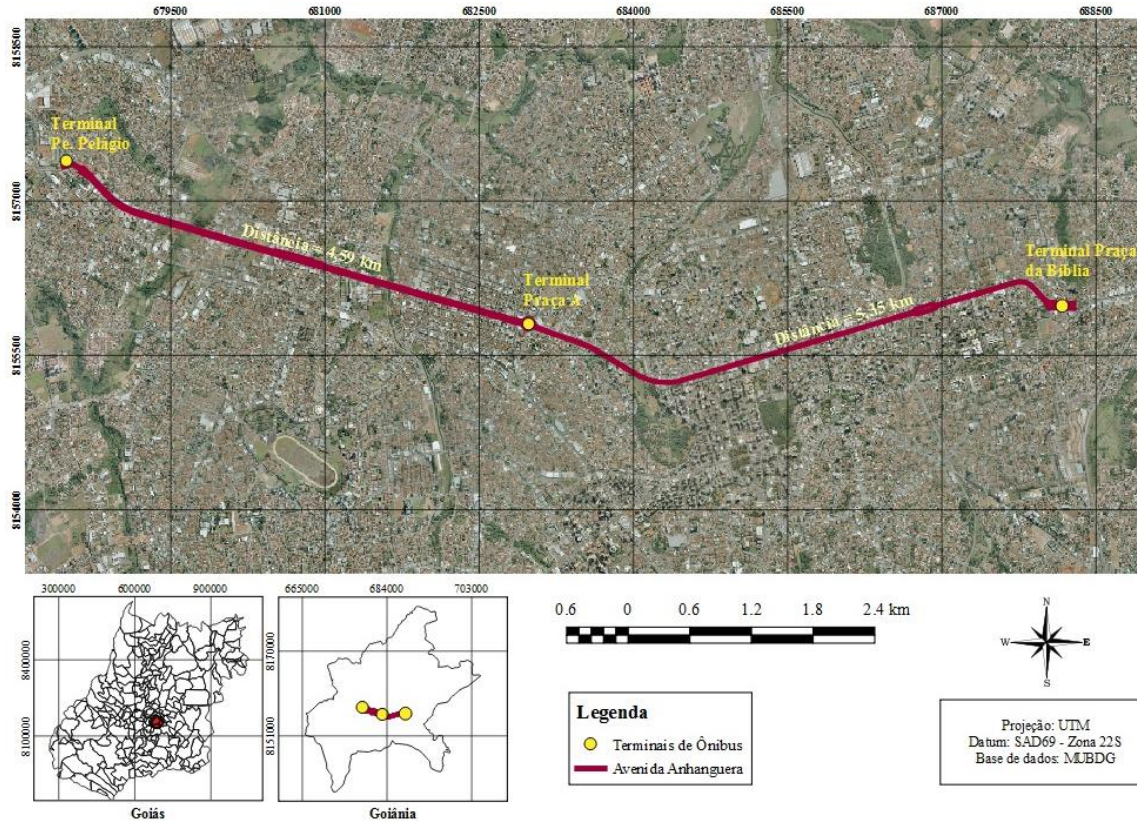 679500 681000 682500 684000 685500 687000 688500
8158500
8157000
8155500
8154000
Terminal
Pe. Pelágio
Distância = 4,59 km
Terminal
Praça A
Distância = 5,35 km
Terminal Praça
da Bíblia
300000 600000 900000
8400000
8100000
Goiás
665000 684000 703000
8170000
8151000
Goiânia
0.6 0 0.6 1.2 1.8 2.4 km
N
W E
S
Legenda
Terminais de Ônibus
Avenida Anhanguera
Projeção: UTM
Datum: SAD69 - Zona 22S
Base de dados: MUBDG